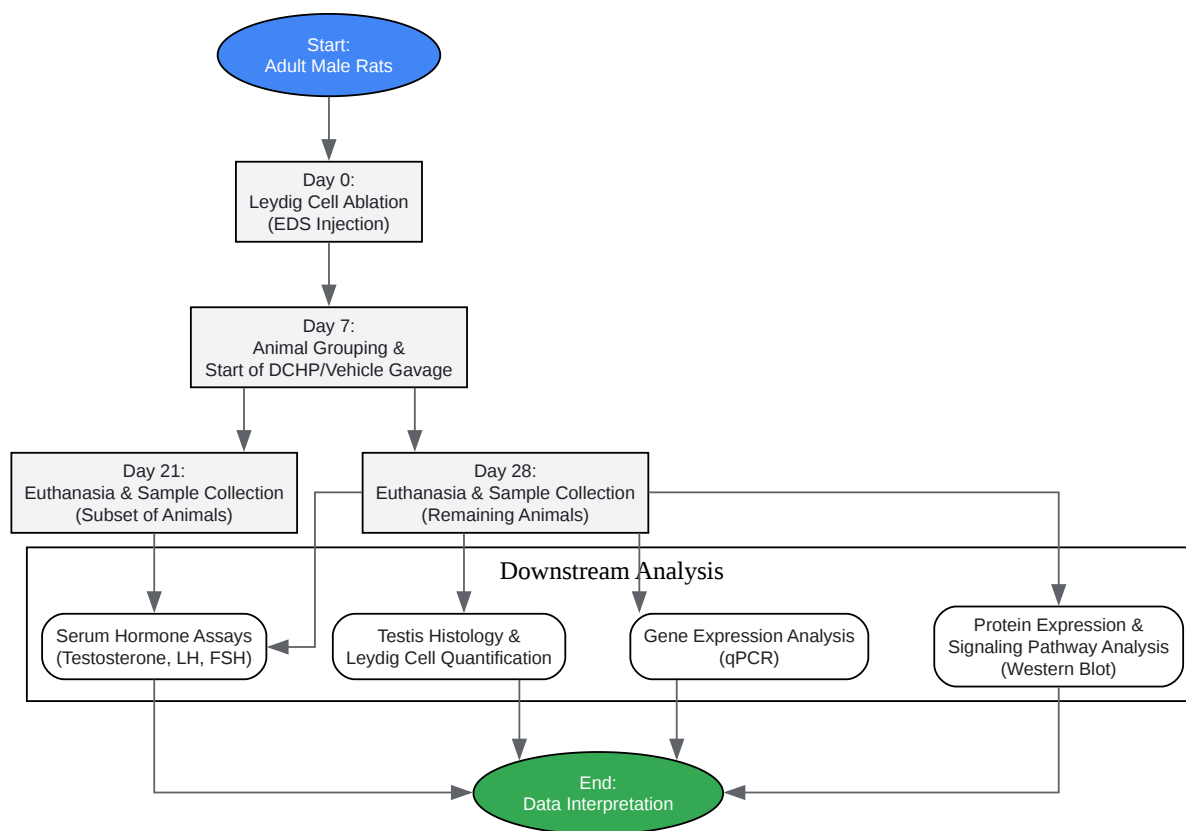 Start:
Adult Male Rats
Day 0:
Leydig Cell Ablation
(EDS Injection)
Day 7:
Animal Grouping &
Start of DCHP/Vehicle Gavage
Day 21:
Euthanasia & Sample Collection
(Subset of Animals)
Day 28:
Euthanasia & Sample Collection
(Remaining Animals)
Downstream Analysis
Serum Hormone Assays
(Testosterone, LH, FSH)
Testis Histology &
Leydig Cell Quantification
Gene Expression Analysis
(qPCR)
Protein Expression &
Signaling Pathway Analysis
(Western Blot)
End:
Data Interpretation